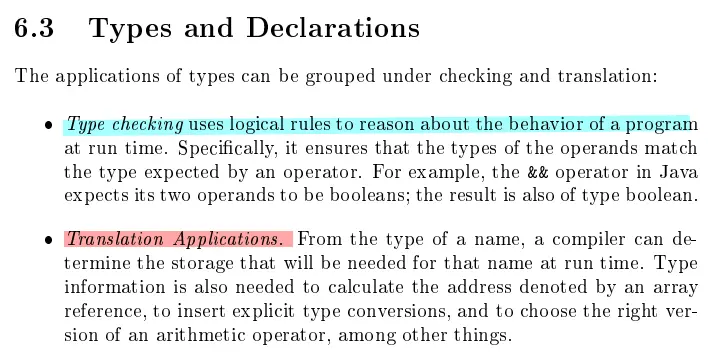 6.3 Types and Declarations
The applications of types can be grouped under checking and translation:
• Type checking uses logical rules to reason about the behavior of a program
at run time. Specifically, it ensures that the types of the operands match
the type expected by an operator. For example, the && operator in Java
expects its two operands to be booleans; the result is also of type boolean.
• Translation Applications. From the type of a name, a compiler can de-
termine the storage that will be needed for that name at run time. Type
information is also needed to calculate the address denoted by an array
reference, to insert explicit type conversions, and to choose the right ver-
sion of an arithmetic operator, among other things.